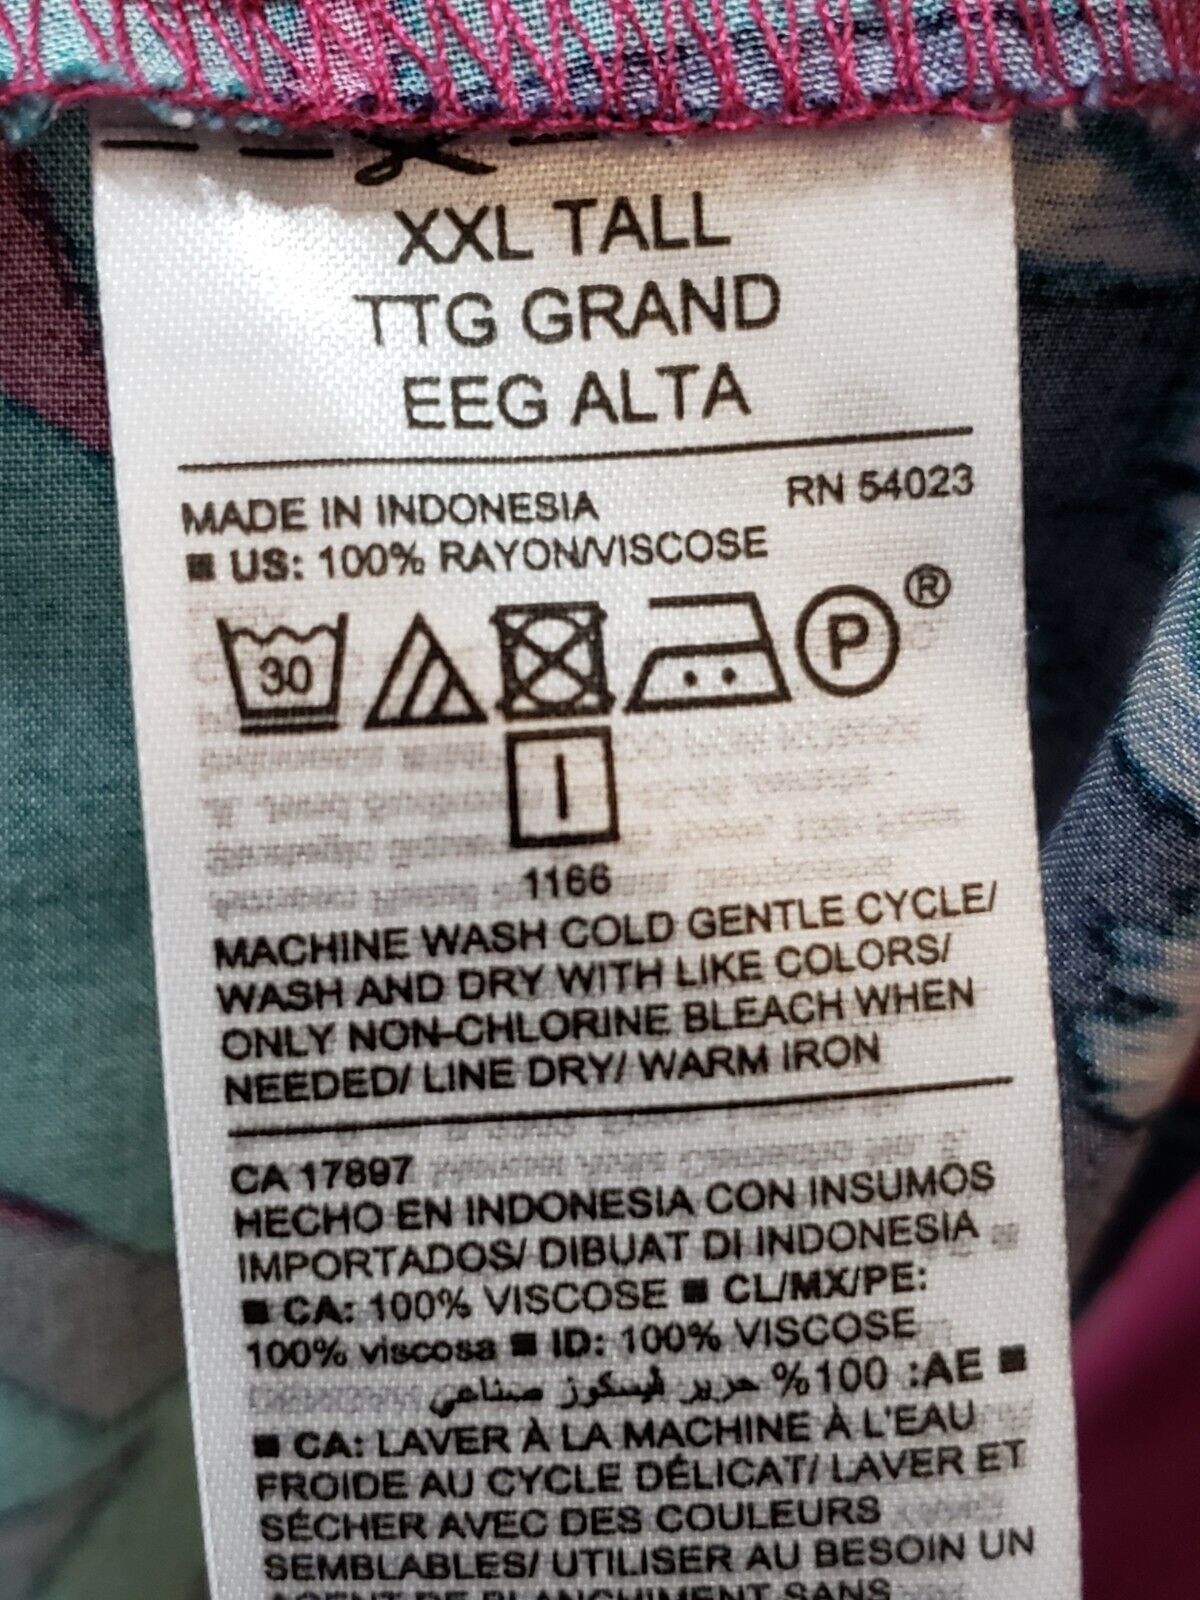 XXL TALL
TTG GRAND
EEG ALTA
MADE IN INDONESIA RN 54023
■ US: 100% RAYON/VISCOSE
30 P ®
1166
MACHINE WASH COLD GENTLE CYCLE/
WASH AND DRY WITH LIKE COLORS/
ONLY NON-CHLORINE BLEACH WHEN
NEEDED/ LINE DRY/ WARM IRON
CA 17897
HECHO EN INDONESIA CON INSUMOS
IMPORTADOS/ DIBUAT DI INDONESIA
■ CA: 100% VISCOSE ■ CL/MX/PE:
100% viscosa ■ ID: 100% VISCOSE
■ AE: 100% حرير فيسكوز صناعي
■ CA: LAVER À LA MACHINE À L'EAU
FROIDE AU CYCLE DÉLICAT/ LAVER ET
SÉCHER AVEC DES COULEURS
SEMBLABLES/ UTILISER AU BESOIN UN
AGENT DE BLANCHIMENT SANS